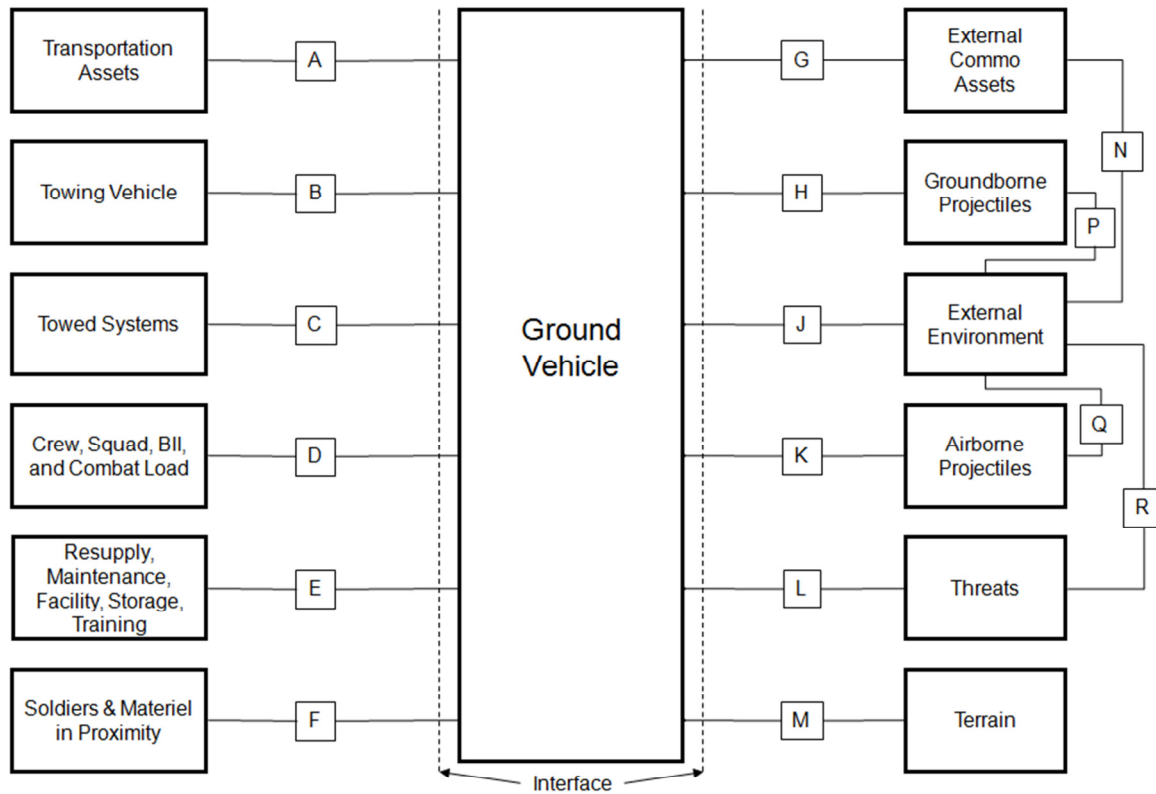 Transportation
Assets
A
G
External
Commo
Assets
N
Towing Vehicle
B
H
Groundborne
Projectiles
P
Towed Systems
C
Ground
Vehicle
J
External
Environment
Crew, Squad, BII,
and Combat Load
D
K
Airborne
Projectiles
Q
R
Resupply,
Maintenance,
Facility, Storage,
Training
E
L
Threats
Soldiers & Materiel
in Proximity
F
M
Terrain
Interface